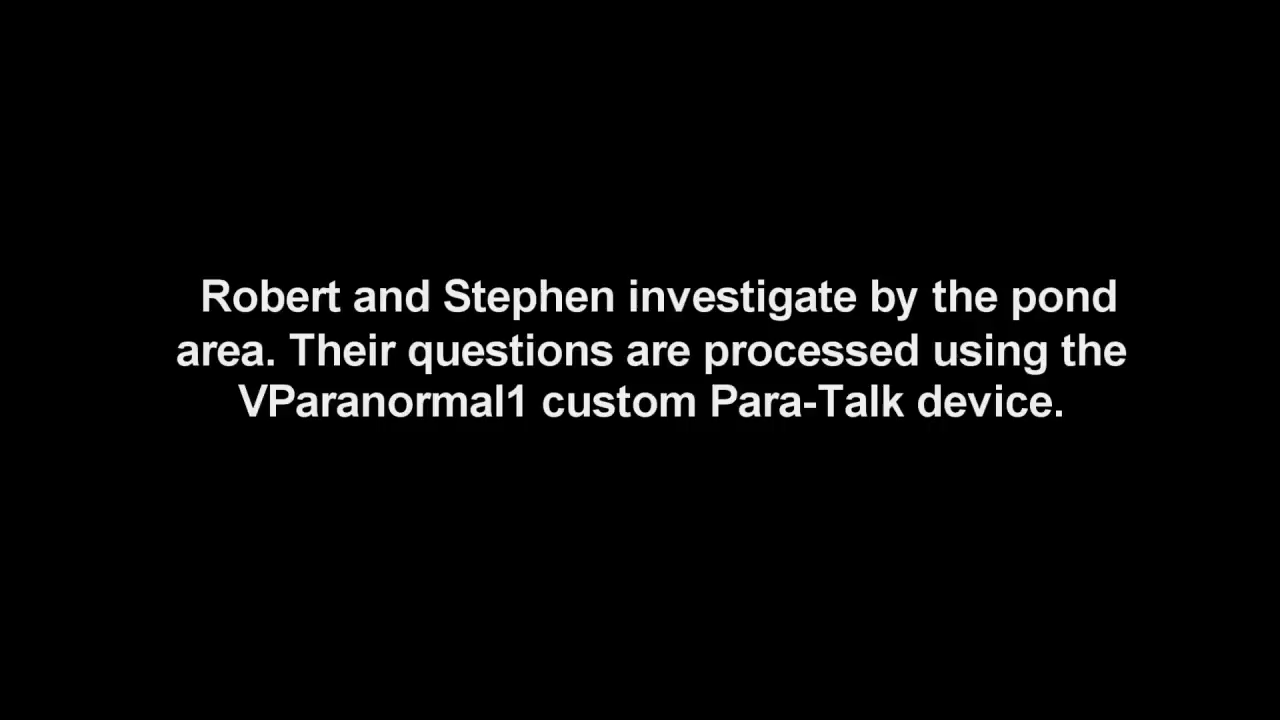 Robert and Stephen investigate by the pond
area. Their questions are processed using the
VParanormal1 custom Para-Talk device.